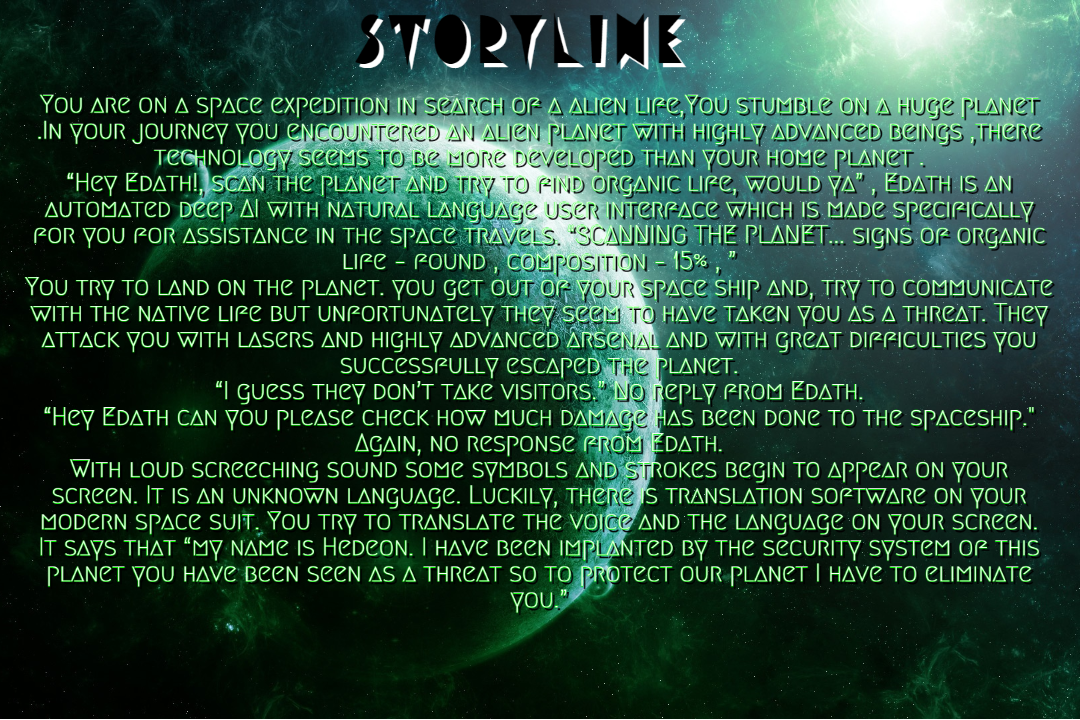 STORYLINE
You are on a space expedition in search of a alien life,You stumble on a huge planet
.In your journey you encountered an alien planet with highly advanced beings ,there
technology seems to be more developed than your home planet .
“Hey Edath!, scan the planet and try to find organic life, would ya” , Edath is an
automated deep AI with natural language user interface which is made specifically
for you for assistance in the space travels. “SCANNING THE PLANET... signs of organic
life - found , composition - 15% , ”
You try to land on the planet. you get out of your space ship and, try to communicate
with the native life but unfortunately they seem to have taken you as a threat. They
attack you with lasers and highly advanced arsenal and with great difficulties you
successfully escaped the planet.
“I guess they don't take visitors.” No reply from Edath.
“Hey Edath can you please check how much damage has been done to the spaceship."
Again, no response from Edath.
With loud screeching sound some symbols and strokes begin to appear on your
screen. It is an unknown language. Luckily, there is translation software on your
modern space suit. You try to translate the voice and the language on your screen.
It says that “my name is Hedeon. I have been implanted by the security system of this
planet you have been seen as a threat so to protect our planet I have to eliminate
you.”